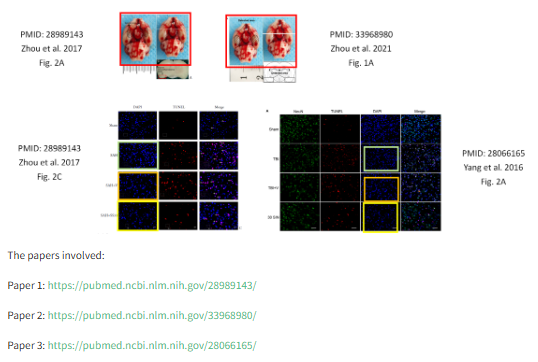 PMID: 28989143
Zhou et al. 2017
Fig. 2A
PMID: 33968980
Zhou et al. 2021
Fig. 1A
PMID: 28989143
Zhou et al. 2017
Fig. 2C
DAPI TUNEL Merge
NeuN TUNEL DAPI Merge
Sham
TBI
PMID: 28066165
Yang et al. 2016
Fig. 2A
The papers involved:
Paper 1: https://pubmed.ncbi.nlm.nih.gov/28989143/
Paper 2: https://pubmed.ncbi.nlm.nih.gov/33968980/
Paper 3: https://pubmed.ncbi.nlm.nih.gov/28066165/